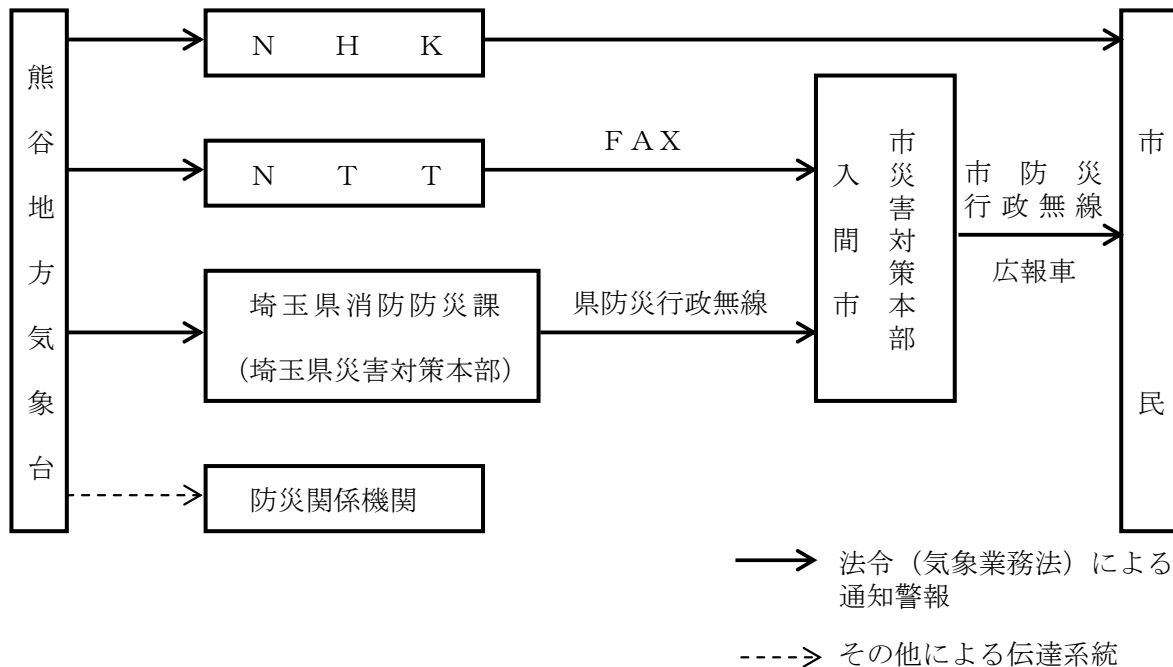 熊谷地方気象台
Ｎ　Ｈ　Ｋ
Ｎ　Ｔ　Ｔ
ＦＡＸ
埼玉県消防防災課
（埼玉県災害対策本部）
県防災行政無線
防災関係機関
市災害対策本部
入間市
市防災
行政無線
広報車
市民
法令（気象業務法）による
通知警報
その他による伝達系統